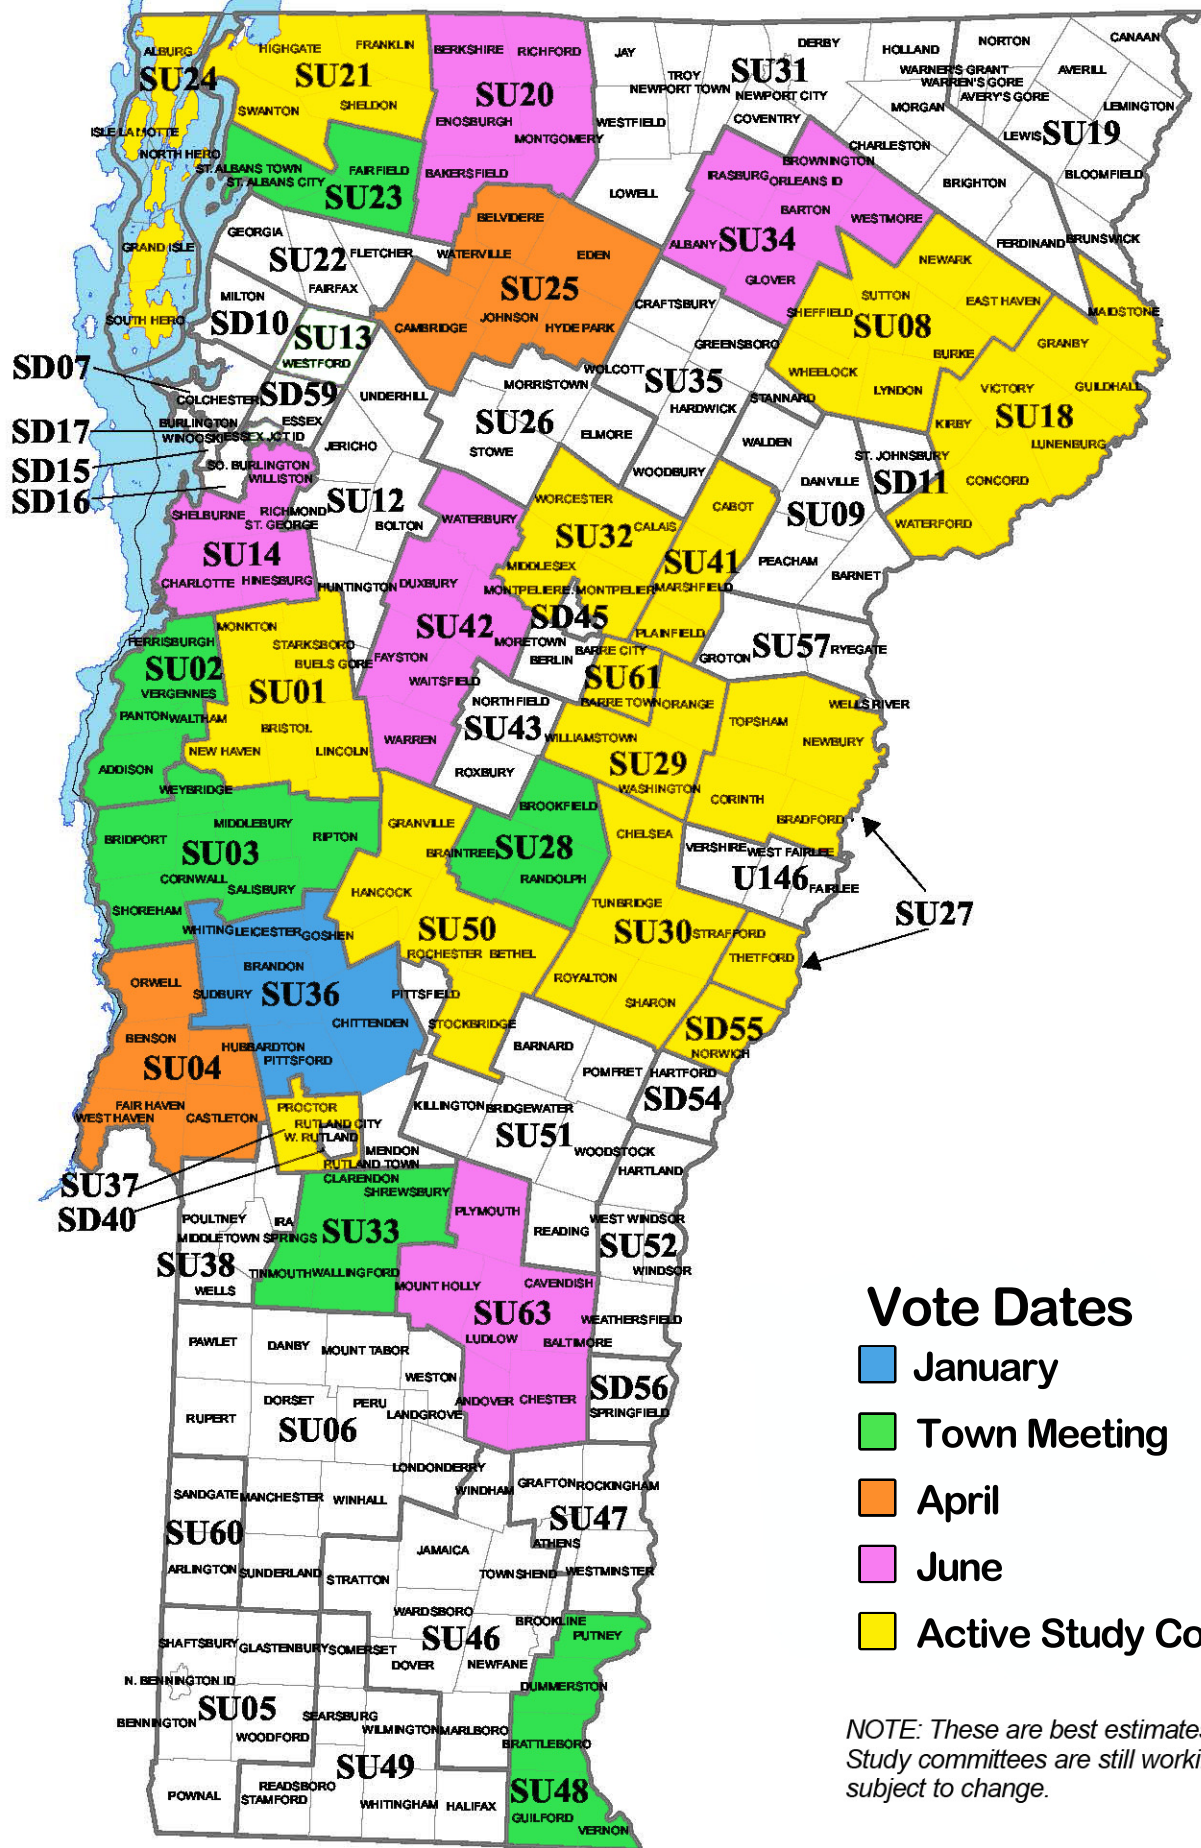 ALBURG
SU24
HIGHGATE
FRANKLIN
SU21
SWANTON
SHELDON
BERKSHIRE
RICHFORD
SU20
ENOSBURGH
MONTGOMERY
BAKERSFIELD
JAY
TROY
NEWPORT TOWN
DERBY
SU31
NEWPORT CITY
COVENTRY
WESTFIELD
LOWELL
HOLLAND
NORTON
CANAAN
WARNER'S GRANT
WARREN'S GORE
AVERY'S GORE
AVERILL
MORGAN
LEMINGTON
LEWIS
SU19
CHARLESTON
BRIGHTON
BLOOMFIELD
FERDINAND
BRUNSWICK
ISLE LA MOTTE
NORTH HERO
GRAND ISLE
SOUTH HERO
ST. ALBANS TOWN
ST. ALBANS CITY
FAIRFIELD
SU23
GEORGIA
SU22
FLETCHER
FAIRFAX
BELVIDERE
WATERVILLE
EDEN
SU25
CAMBRIDGE
JOHNSON
HYDE PARK
BROWNINGTON
IRASBURG
ORLEANS ID
BARTON
WESTMORE
ALBANY
SU34
GLOVER
NEWARK
SUTTON
EAST HAVEN
SHEFFIELD
SU08
BURKE
WHEELOCK
LYNDON
MAIDSTONE
GRANBY
VICTORY
GUILDHALL
SU18
KIRBY
LUNENBURG
CONCORD
WATERFORD
MILTON
SD10
SU13
WESTFORD
SD07
COLCHESTER
SD59
ESSEX
UNDERHILL
SD17
BURLINGTON
WINOOSKI
ESSEX JCT ID
SD15
SD16
SO. BURLINGTON
WILLISTON
JERICHO
MORRISTOWN
SU26
STOWE
ELMORE
WOLCOTT
CRAFTSBURY
GREENSBORO
SU35
HARDWICK
STANNARD
WOODBURY
WALDEN
ST. JOHNSBURY
SD11
DANVILLE
SU09
PEACHAM
BARNET
SHELBURNE
RICHMOND
ST. GEORGE
SU12
BOLTON
SU14
CHARLOTTE
HINESBURG
HUNTINGTON
WATERBURY
DUXBURY
SU42
MORETOWN
FAYSTON
WAITSFIELD
WARREN
WORCESTER
SU32
CALAIS
MIDDLESEX
MONTPELIER
E. MONTPELIER
SD45
BERLIN
CABOT
SU41
MARSHFIELD
PLAINFIELD
BARRE CITY
SU61
BARRE TOWN
ORANGE
GROTON
SU57
RYEGATE
FERRISBURGH
SU02
VERGENNES
PANTON
WALTHAM
ADDISON
WEYBRIDGE
MONKTON
STARKSBORO
BUELS GORE
SU01
BRISTOL
NEW HAVEN
LINCOLN
NORTHFIELD
SU43
ROXBURY
WILLIAMSTOWN
SU29
WASHINGTON
TOPSHAM
WELLS RIVER
NEWBURY
CORINTH
BRADFORD
BRIDPORT
MIDDLEBURY
RIPTON
SU03
CORNWALL
SALISBURY
SHOREHAM
GRANVILLE
BRAINTREE
HANCOCK
SU50
ROCHESTER
BETHEL
STOCKBRIDGE
BROOKFIELD
SU28
RANDOLPH
CHELSEA
VERSHIRE
WEST FAIRLEE
U146
FAIRLEE
SU27
TUNBRIDGE
SU30
STRAFFORD
THETFORD
ROYALTON
SHARON
SD55
NORWICH
WHITING
LEICESTER
GOSHEN
BRANDON
SUDBURY
SU36
CHITTENDEN
HUBBARDTON
PITTSFORD
PITTSFIELD
ORWELL
BENSON
SU04
FAIR HAVEN
WEST HAVEN
CASTLETON
PROCTOR
RUTLAND CITY
W. RUTLAND
MENDON
RUTLAND TOWN
SU37
SD40
BARNARD
POMFRET
HARTFORD
SD54
KILLINGTON
BRIDGEWATER
SU51
WOODSTOCK
HARTLAND
CLARENDON
SHREWSBURY
SU33
TINMOUTH
WALLINGFORD
POULTNEY
IRA
MIDDLETOWN SPRINGS
SU38
WELLS
PLYMOUTH
READING
WEST WINDSOR
SU52
WINDSOR
MOUNT HOLLY
CAVENDISH
SU63
LUDLOW
BALTIMORE
WEATHERSFIELD
ANDOVER
CHESTER
SD56
SPRINGFIELD
PAWLET
DANBY
MOUNT TABOR
WESTON
DORSET
PERU
LANDGROVE
RUPERT
SU06
LONDONDERRY
SANDGATE
MANCHESTER
WINHALL
WINDHAM
GRAFTON
ROCKINGHAM
SU47
ATHENS
WESTMINSTER
SU60
ARLINGTON
SUNDERLAND
STRATTON
JAMAICA
TOWNSHEND
WARDSBORO
BROOKLINE
SU46
DOVER
NEWFANE
PUTNEY
DUMMERSTON
BRATTLEBORO
SU48
GUILFORD
VERNON
SHAFTSBURY
GLASTENBURY
SOMERSET
N. BENNINGTON ID
SU05
BENNINGTON
WOODFORD
SEARSBURG
WILMINGTON
MARLBORO
SU49
READSBORO
STAMFORD
POWNAL
WHITINGHAM
HALIFAX
Vote Dates
January
Town Meeting
April
June
Active Study Co
NOTE: These are best estimates
Study committees are still worki
subject to change.